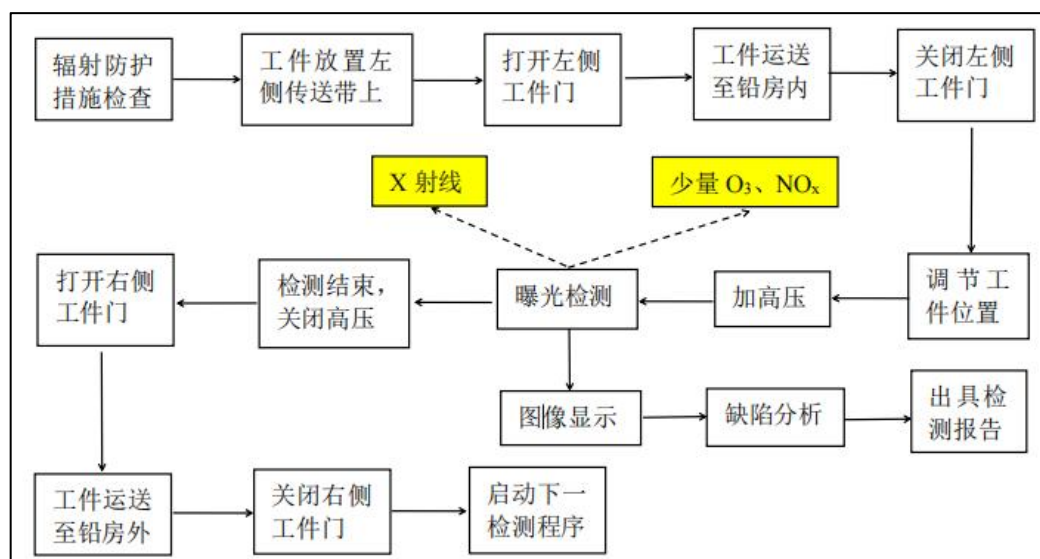 辐射防护
措施检查
工件放置左
侧传送带上
打开左侧
工件门
工件运送
至铅房内
关闭左侧
工件门
X 射线
少量 O₃、NOₓ
调节工
件位置
加高压
曝光检测
检测结束，
关闭高压
打开右侧
工件门
图像显示
缺陷分析
出具检
测报告
工件运送
至铅房外
关闭右侧
工件门
启动下一
检测程序